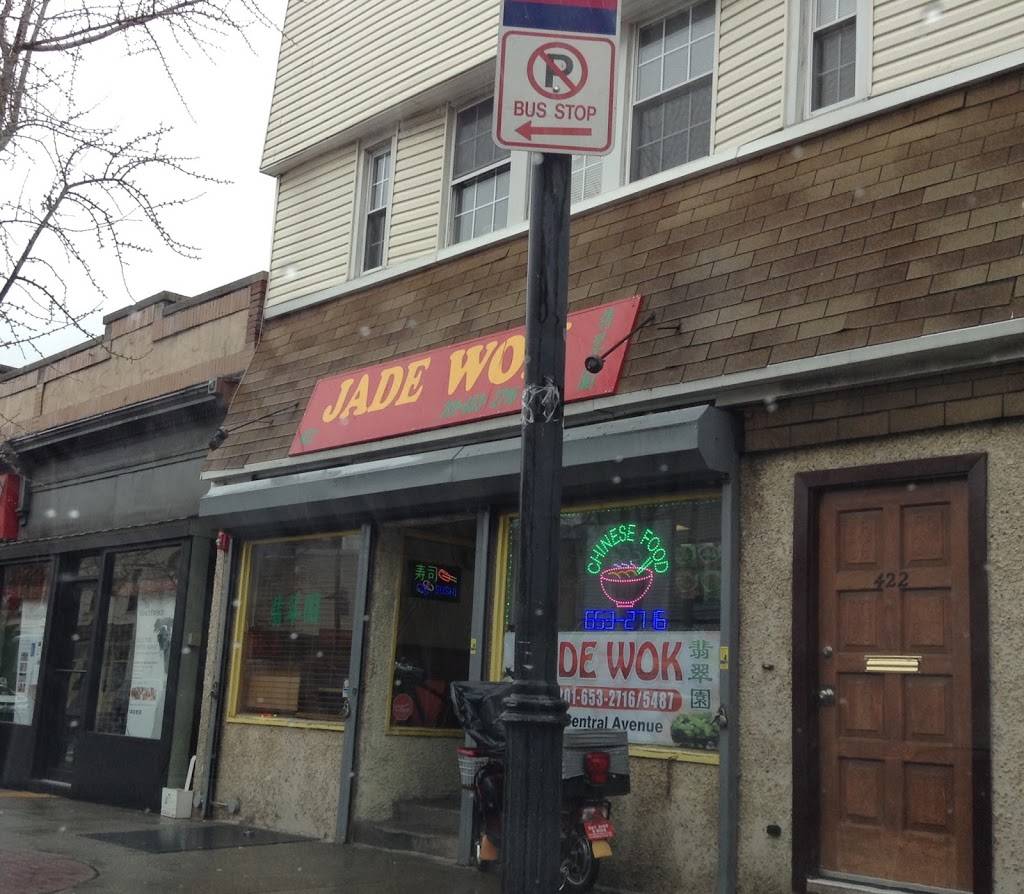 P
BUS STOP
JADE WO
寿司
SUSHI
CHINESE FOOD
653-2716
DE WOK
翡翠園
01-653-2716/5487
Central Avenue
422